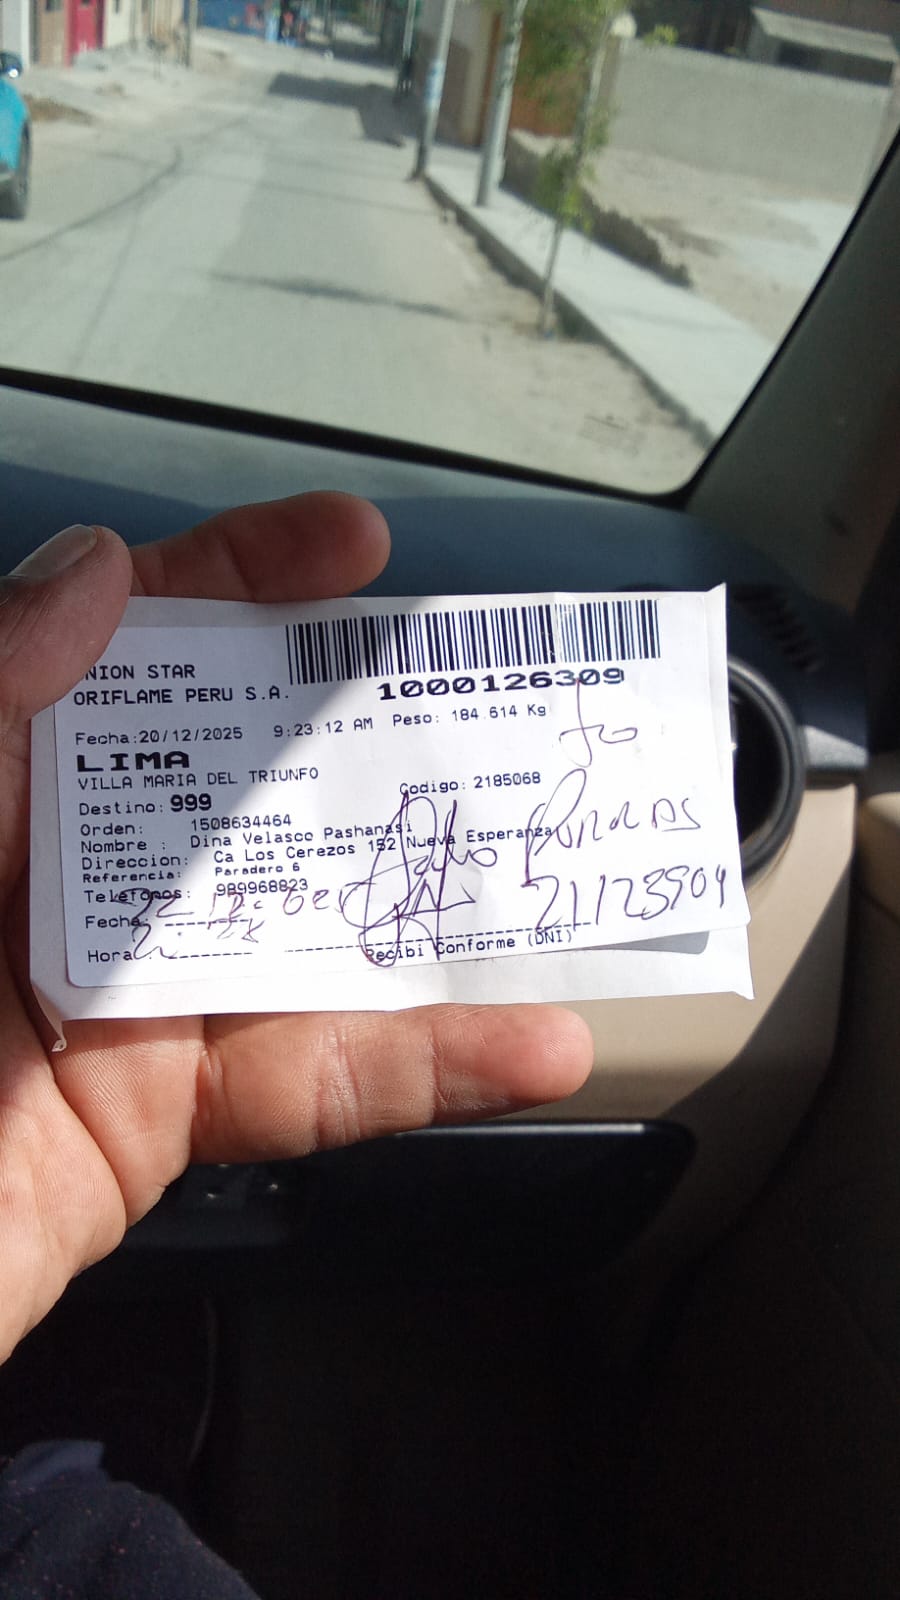 NION STAR
ORIFLAME PERU S.A.
1000126309
Fecha:20/12/2025 9:23:12 AM Peso: 184.614 Kg
LIMA
VILLA MARIA DEL TRIUNFO
Destino: 999 Codigo: 2185068
Orden: 1508634464
Nombre : Dina Velasco Pashanasi
Direccion: Ca Los Cerezos 152 Nueva Esperanza
Referencia: Paradero 6
Telefonos: 989968823
Fecha:
Hora
Recibi Conforme (DNI)
21123904